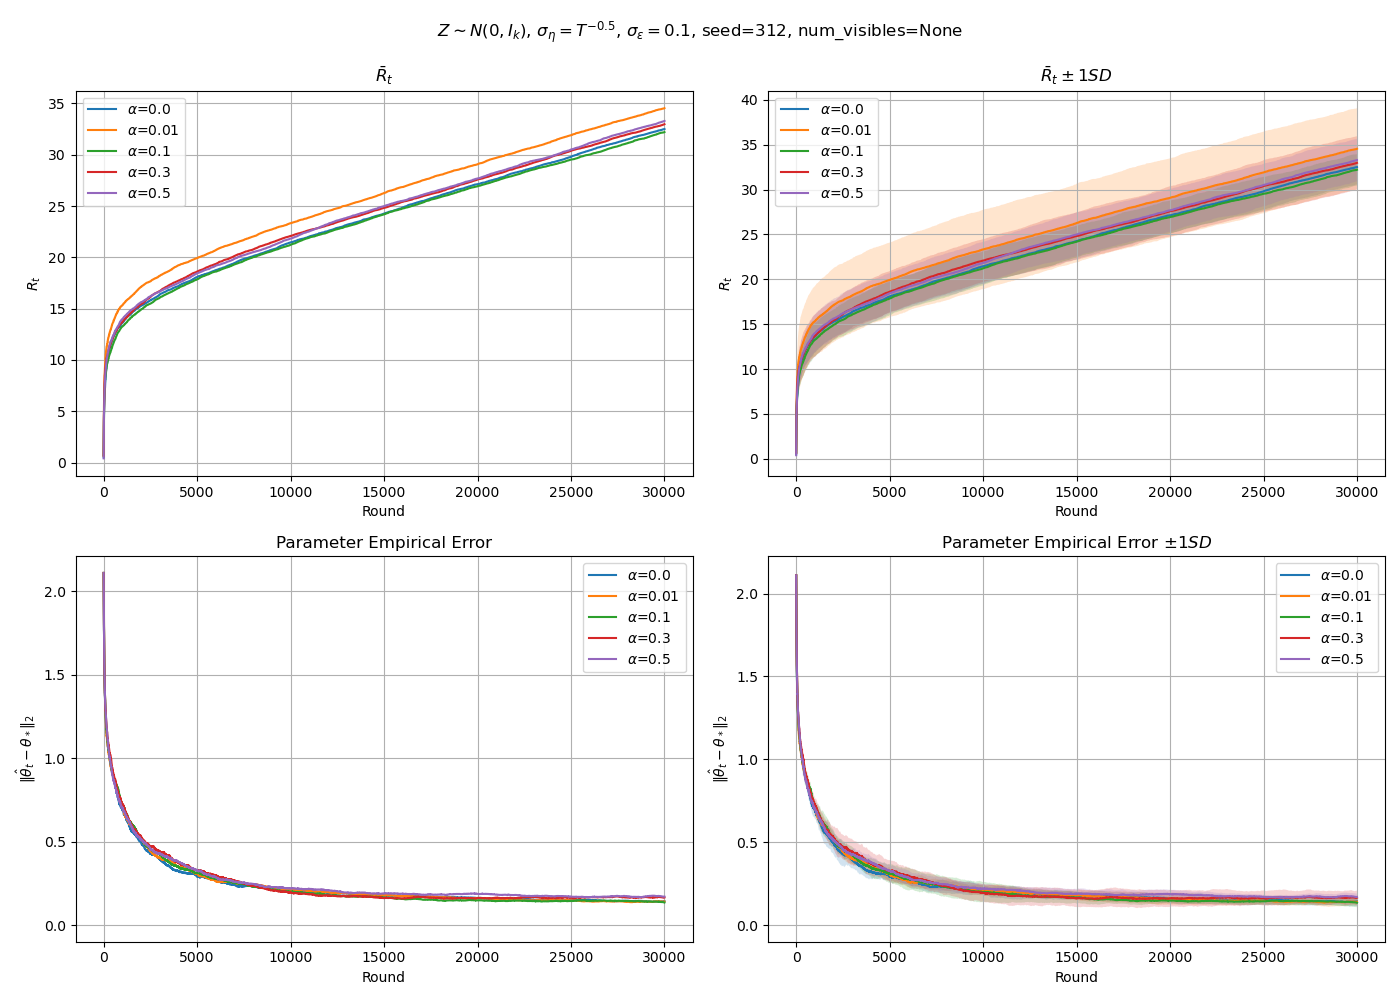 Z ~ N(0, I_k), σ_η = T^{−0.5}, σ_ε = 0.1, seed=312, num_visibles=None
R̄_t
35
30
25
20
15
10
5
0
R_t
α=0.0
α=0.01
α=0.1
α=0.3
α=0.5
0 5000 10000 15000 20000 25000 30000
Round
R̄_t ± 1SD
40
35
30
25
20
15
10
5
0
R_t
α=0.0
α=0.01
α=0.1
α=0.3
α=0.5
0 5000 10000 15000 20000 25000 30000
Round
Parameter Empirical Error
2.0
1.5
1.0
0.5
0.0
‖θ̂_t − θ_*‖_2
α=0.0
α=0.01
α=0.1
α=0.3
α=0.5
0 5000 10000 15000 20000 25000 30000
Round
Parameter Empirical Error ±1SD
2.0
1.5
1.0
0.5
0.0
‖θ̂_t − θ_*‖_2
α=0.0
α=0.01
α=0.1
α=0.3
α=0.5
0 5000 10000 15000 20000 25000 30000
Round